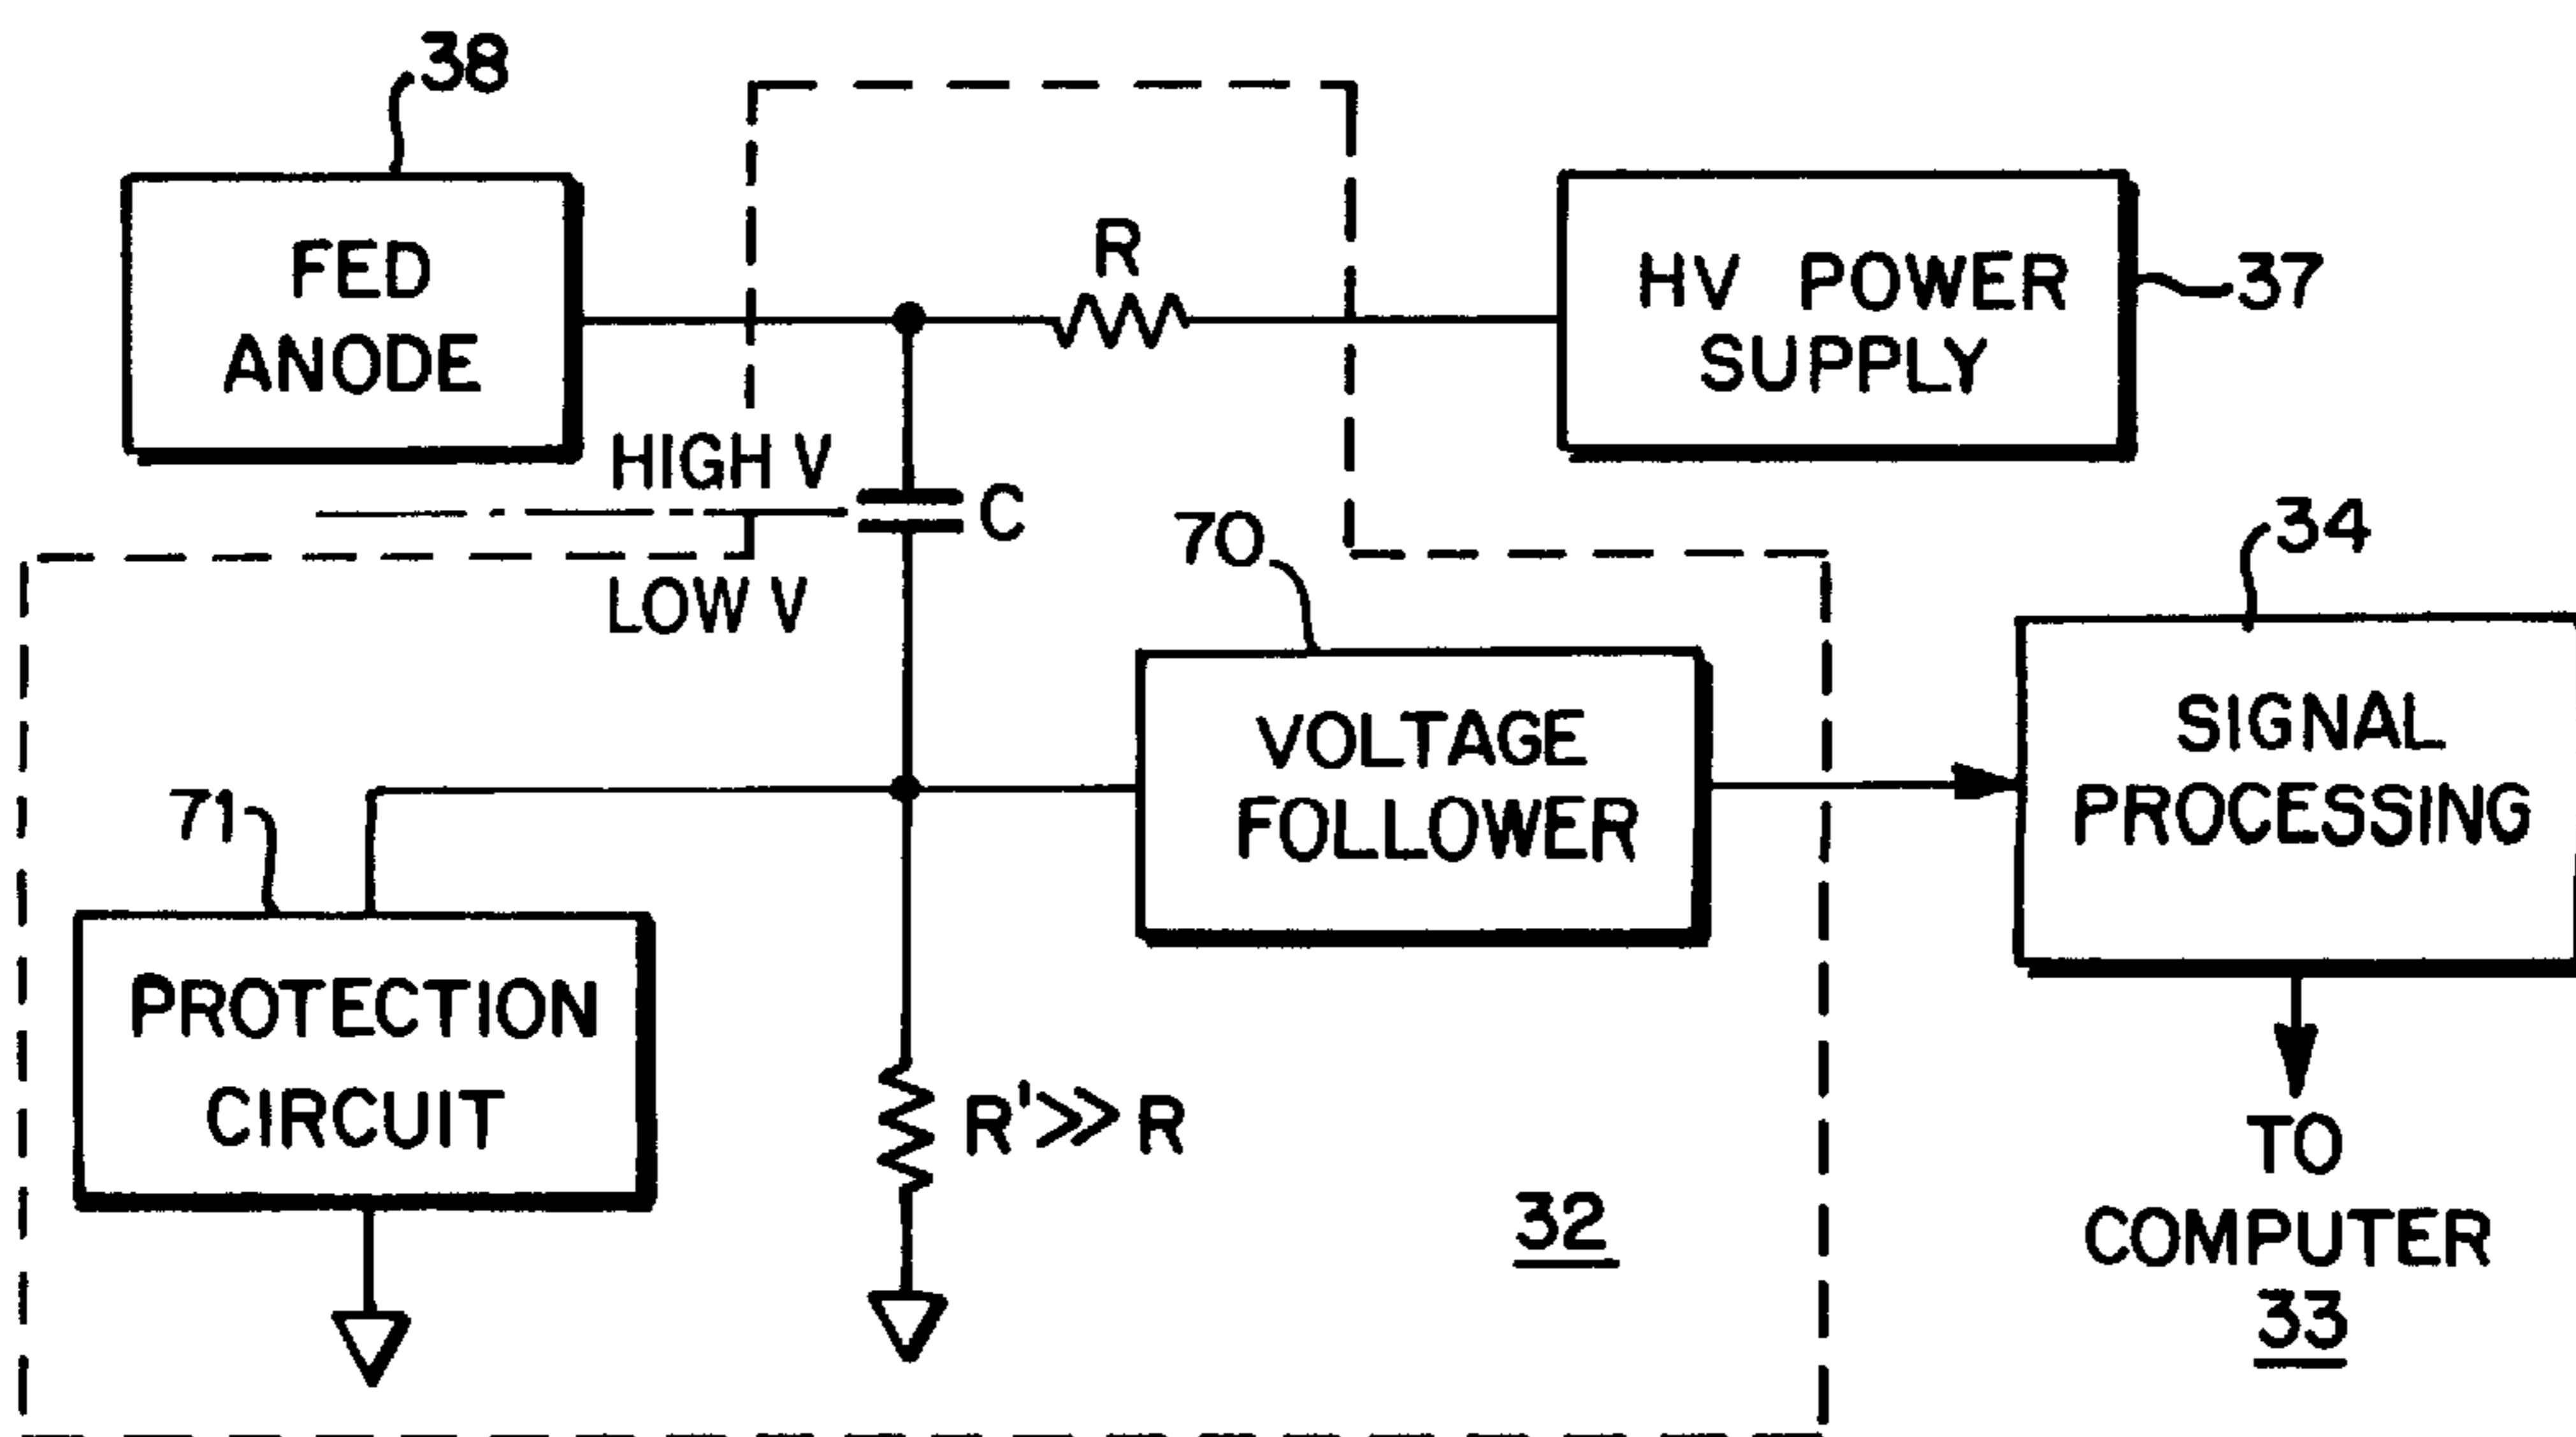 38
FED
ANODE
R
HV POWER
SUPPLY
37
HIGH V
C
LOW V
70
34
VOLTAGE
FOLLOWER
SIGNAL
PROCESSING
71
PROTECTION
CIRCUIT
R'>>R
32
TO
COMPUTER
33